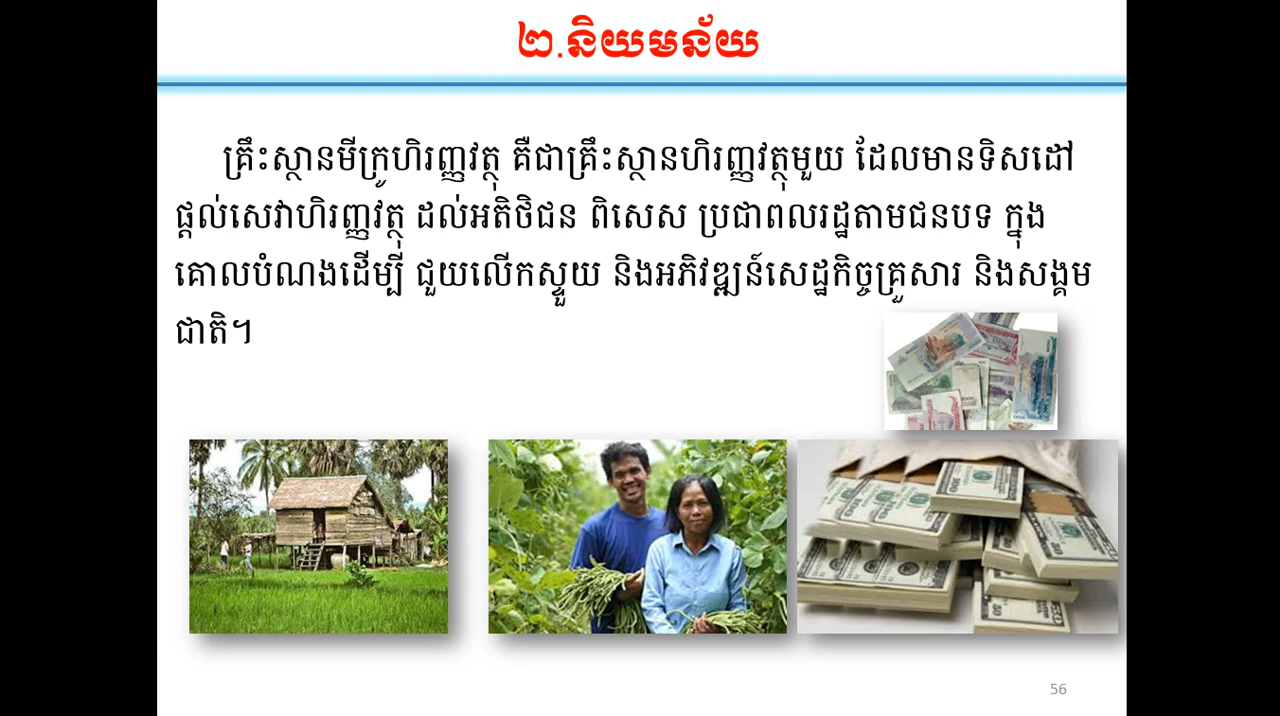 ២.និយមន័យ
គ្រឹះស្ថានមីក្រូហិរញ្ញវត្ថុ គឺជាគ្រឹះស្ថានហិរញ្ញវត្ថុមួយ ដែលមានទិសដៅ
ផ្តល់សេវាហិរញ្ញវត្ថុ ដល់អតិថិជន ពិសេស ប្រជាពលរដ្ឋតាមជនបទ ក្នុង
គោលបំណងដើម្បី ជួយលើកស្ទួយ និងអភិវឌ្ឍន៍សេដ្ឋកិច្ចគ្រួសារ និងសង្គម
ជាតិ។
56